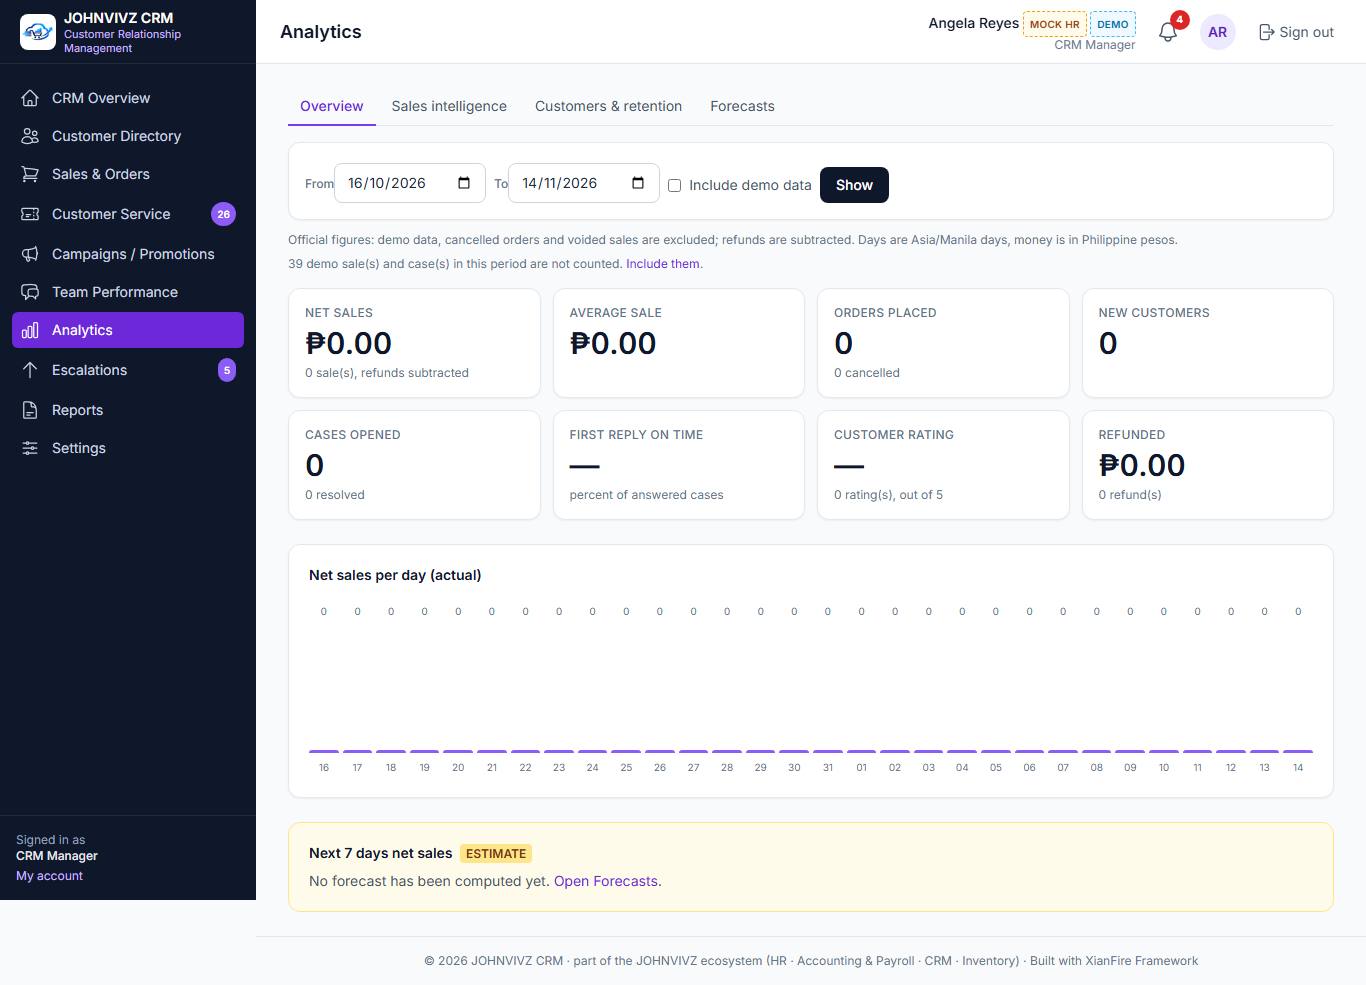 JOHNVIVZ CRM
Customer Relationship
Management
CRM Overview
Customer Directory
Sales & Orders
Customer Service 26
Campaigns / Promotions
Team Performance
Analytics
Escalations 5
Reports
Settings
Signed in as
CRM Manager
My account
Analytics
Angela Reyes MOCK HR DEMO
CRM Manager
4
AR
Sign out
Overview Sales intelligence Customers & retention Forecasts
From 16/10/2026 To 14/11/2026 Include demo data Show
Official figures: demo data, cancelled orders and voided sales are excluded; refunds are subtracted. Days are Asia/Manila days, money is in Philippine pesos.
39 demo sale(s) and case(s) in this period are not counted. Include them.
NET SALES
₱0.00
0 sale(s), refunds subtracted
AVERAGE SALE
₱0.00
ORDERS PLACED
0
0 cancelled
NEW CUSTOMERS
0
CASES OPENED
0
0 resolved
FIRST REPLY ON TIME
—
percent of answered cases
CUSTOMER RATING
—
0 rating(s), out of 5
REFUNDED
₱0.00
0 refund(s)
Net sales per day (actual)
0 0 0 0 0 0 0 0 0 0 0 0 0 0 0 0 0 0 0 0 0 0 0 0 0 0 0 0 0 0
16 17 18 19 20 21 22 23 24 25 26 27 28 29 30 31 01 02 03 04 05 06 07 08 09 10 11 12 13 14
Next 7 days net sales ESTIMATE
No forecast has been computed yet. Open Forecasts.
© 2026 JOHNVIVZ CRM · part of the JOHNVIVZ ecosystem (HR · Accounting & Payroll · CRM · Inventory) · Built with XianFire Framework